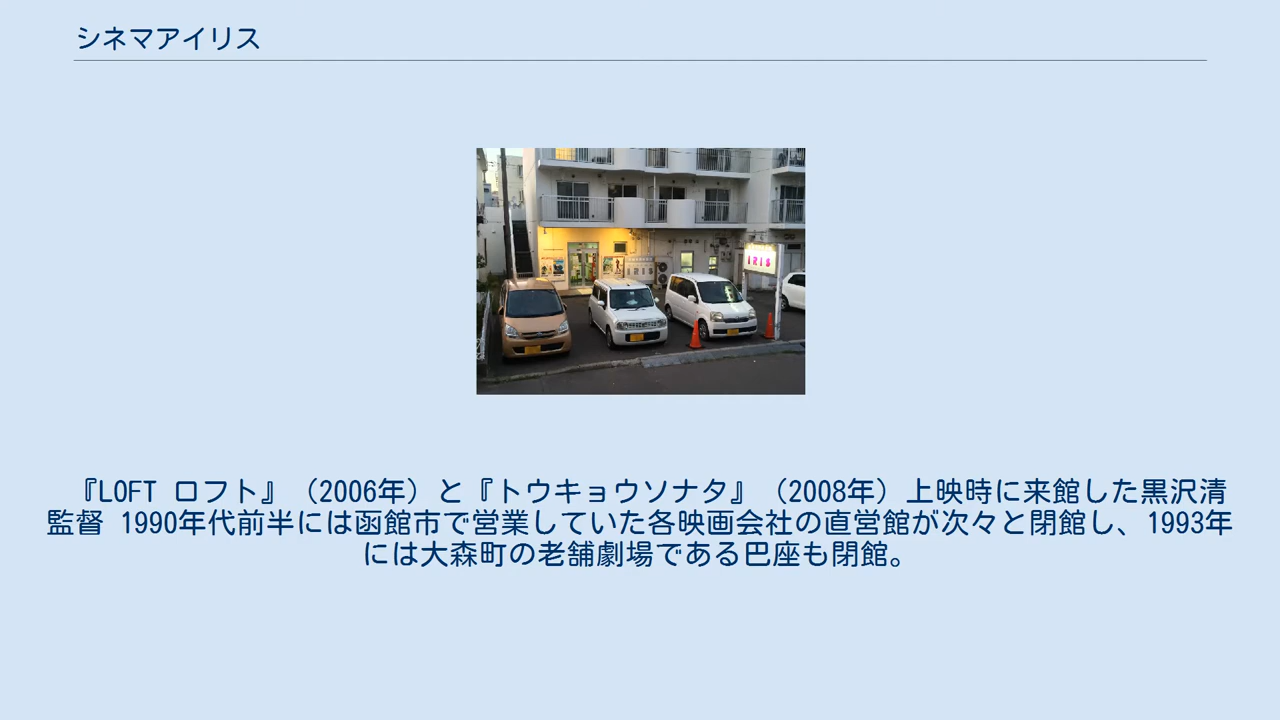 シネマアイリス
IRIS
IRIS
『LOFT ロフト』（2006年）と『トウキョウソナタ』（2008年）上映時に来館した黒沢清
監督 1990年代前半には函館市で営業していた各映画会社の直営館が次々と閉館し、1993年
には大森町の老舗劇場である巴座も閉館。